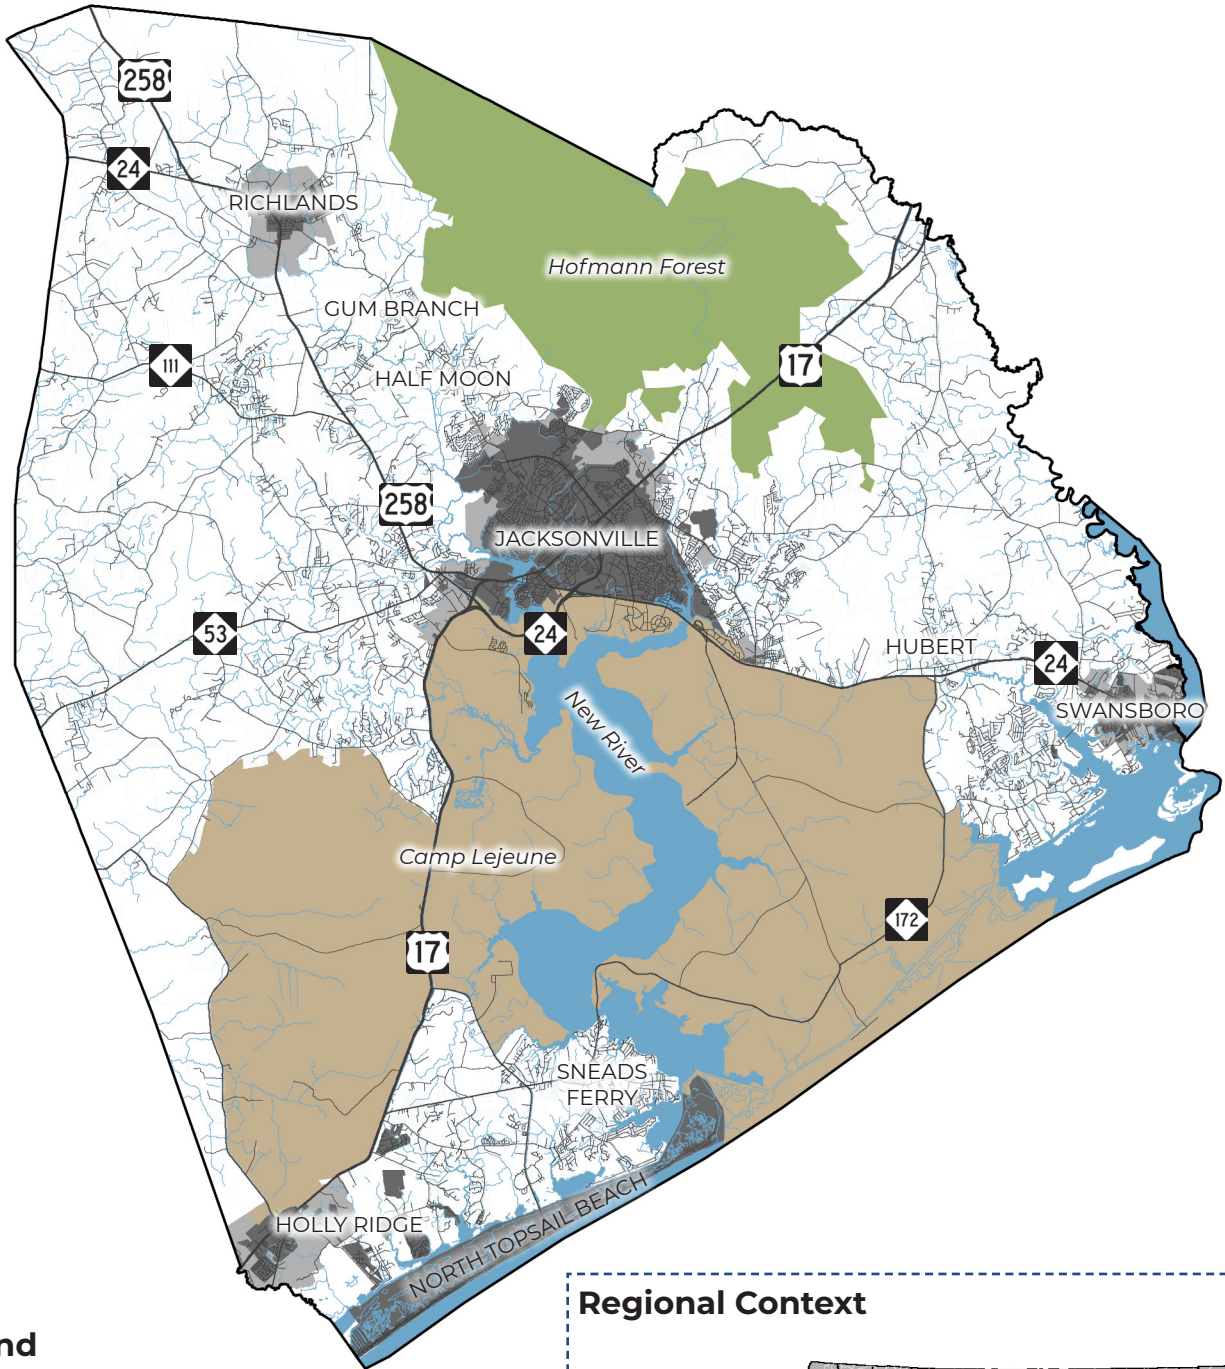 258
24
RICHLANDS
Hofmann Forest
GUM BRANCH
17
111
HALF MOON
258
JACKSONVILLE
53
24
HUBERT
24
SWANSBORO
New River
Camp Lejeune
172
17
SNEADS
FERRY
HOLLY RIDGE
NORTH TOPSAIL BEACH
Regional Context
nd